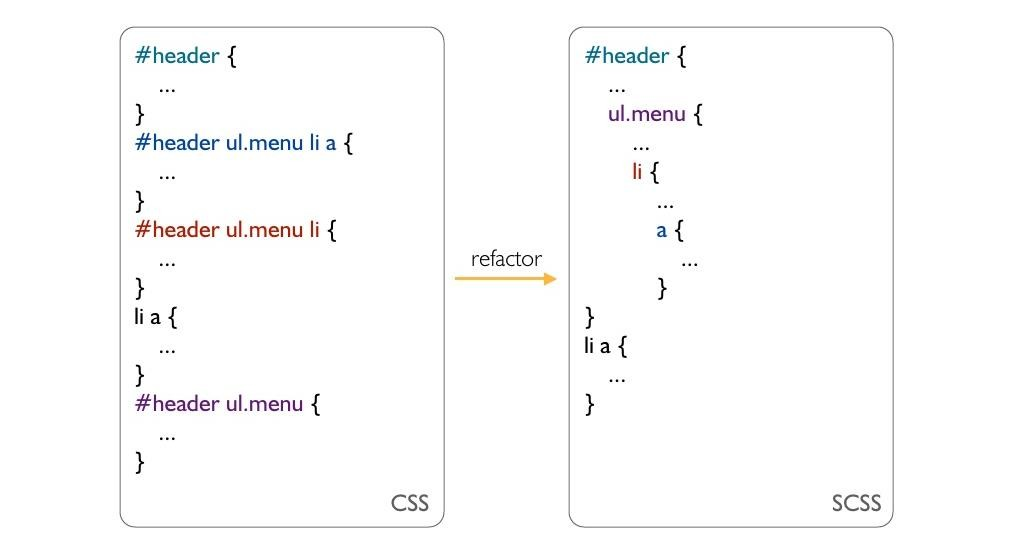 #header {
...
}
#header ul.menu li a {
...
}
#header ul.menu li {
...
}
li a {
...
}
#header ul.menu {
...
}
CSS
refactor
#header {
...
ul.menu {
...
li {
...
a {
...
}
}
li a {
...
}
SCSS